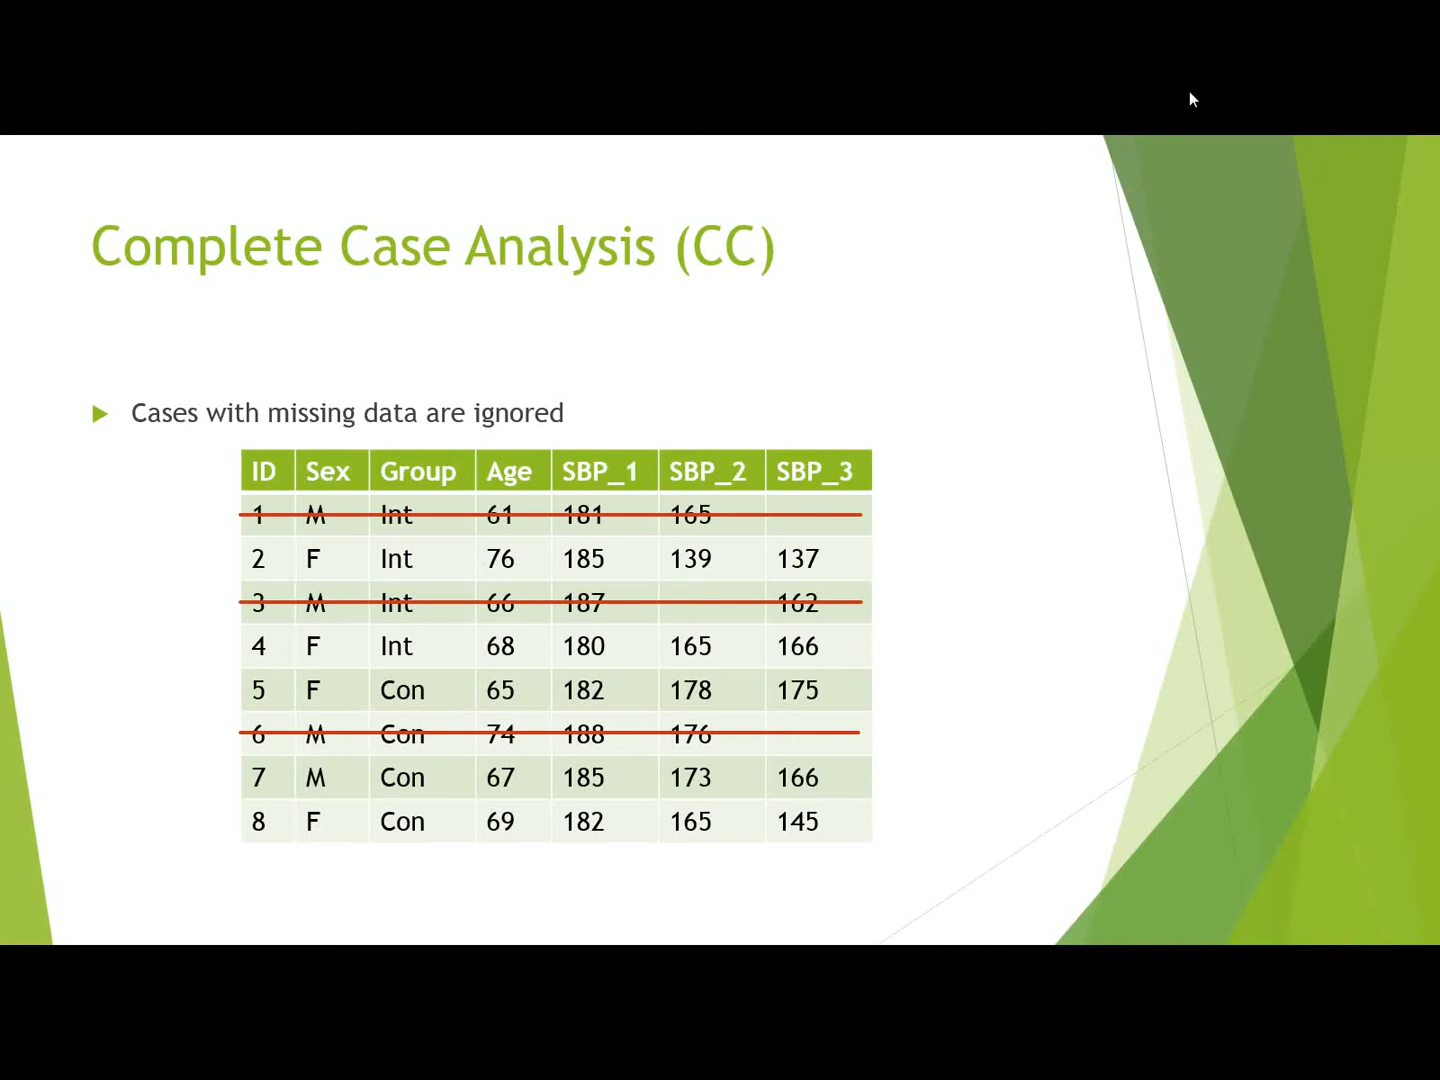 Complete Case Analysis (CC)
Cases with missing data are ignored
ID Sex Group Age SBP_1 SBP_2 SBP_3
1 M Int 61 181 165
2 F Int 76 185 139 137
3 M Int 66 187 162
4 F Int 68 180 165 166
5 F Con 65 182 178 175
6 M Con 74 188 176
7 M Con 67 185 173 166
8 F Con 69 182 165 145